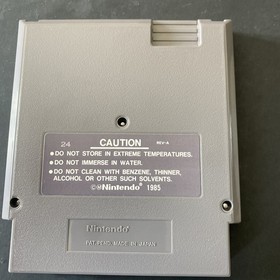 24 CAUTION REV-A
• DO NOT STORE IN EXTREME TEMPERATURES.
• DO NOT IMMERSE IN WATER.
• DO NOT CLEAN WITH BENZENE, THINNER,
ALCOHOL OR OTHER SUCH SOLVENTS.
©Ⓜ Nintendo® 1985
Nintendo
PAT. PEND. MADE IN JAPAN